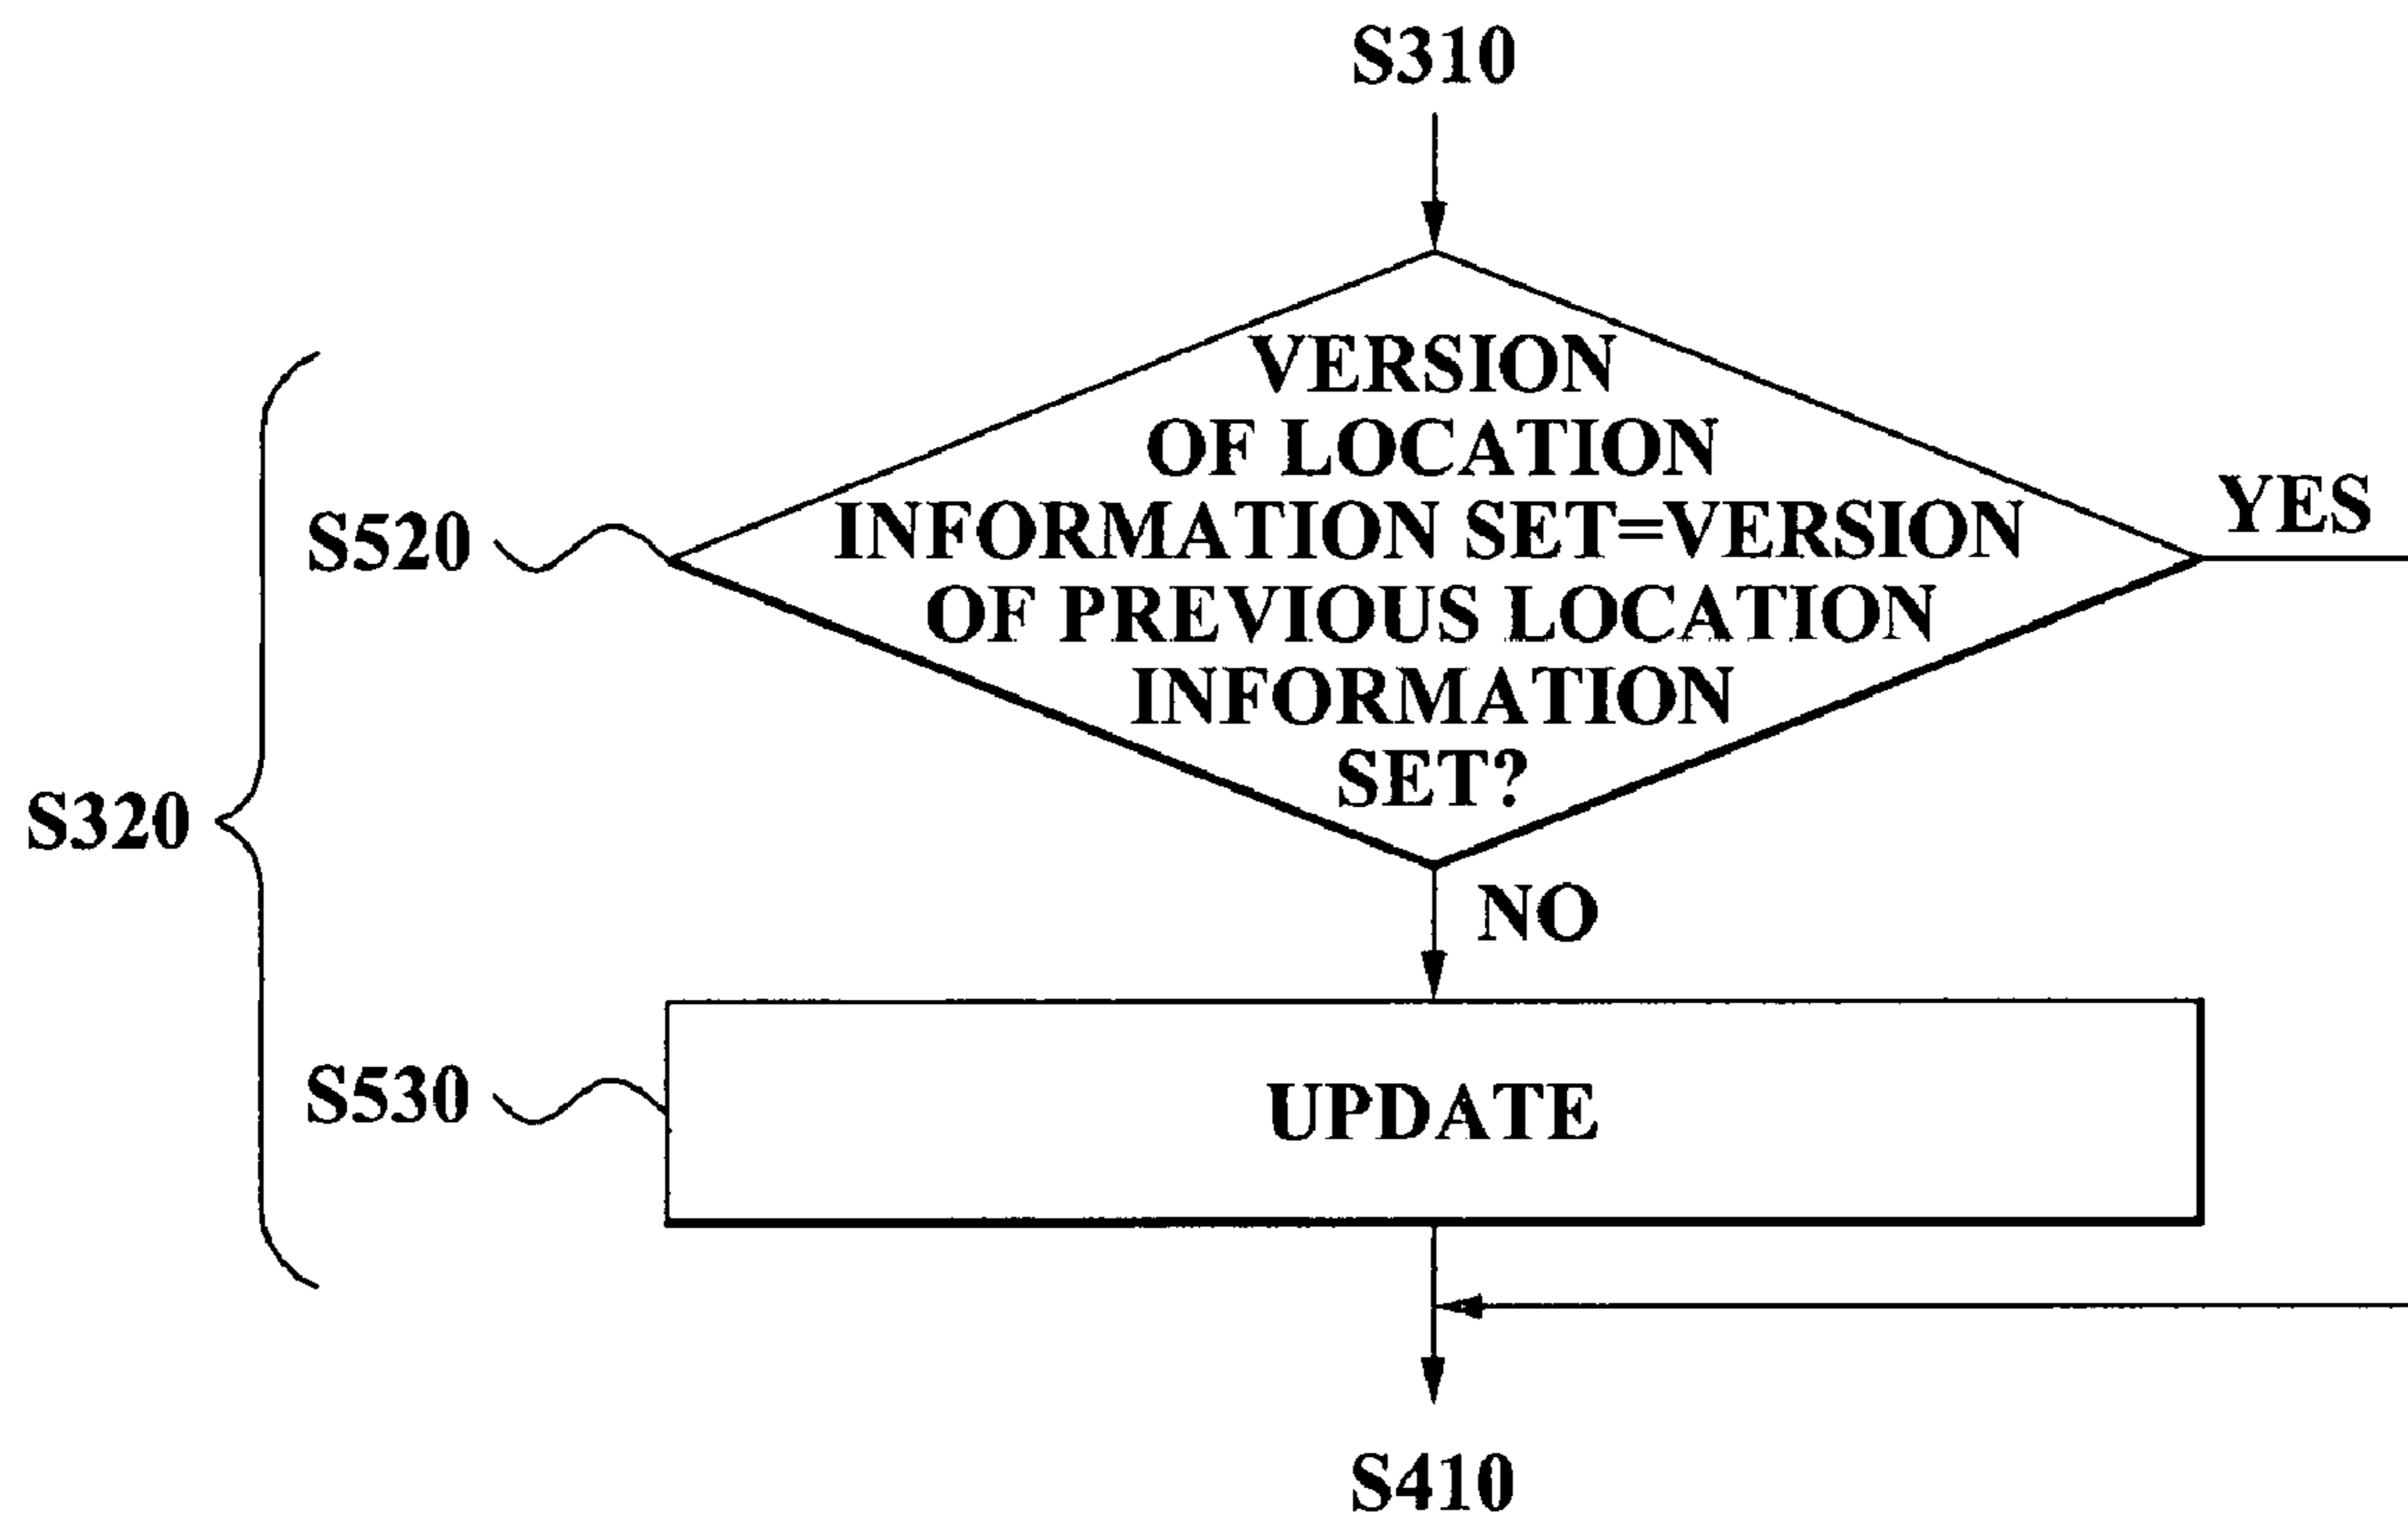 S310
VERSION
OF LOCATION
INFORMATION SET=VERSION
OF PREVIOUS LOCATION
INFORMATION
SET?
YES
S520
S320
NO
S530
UPDATE
S410